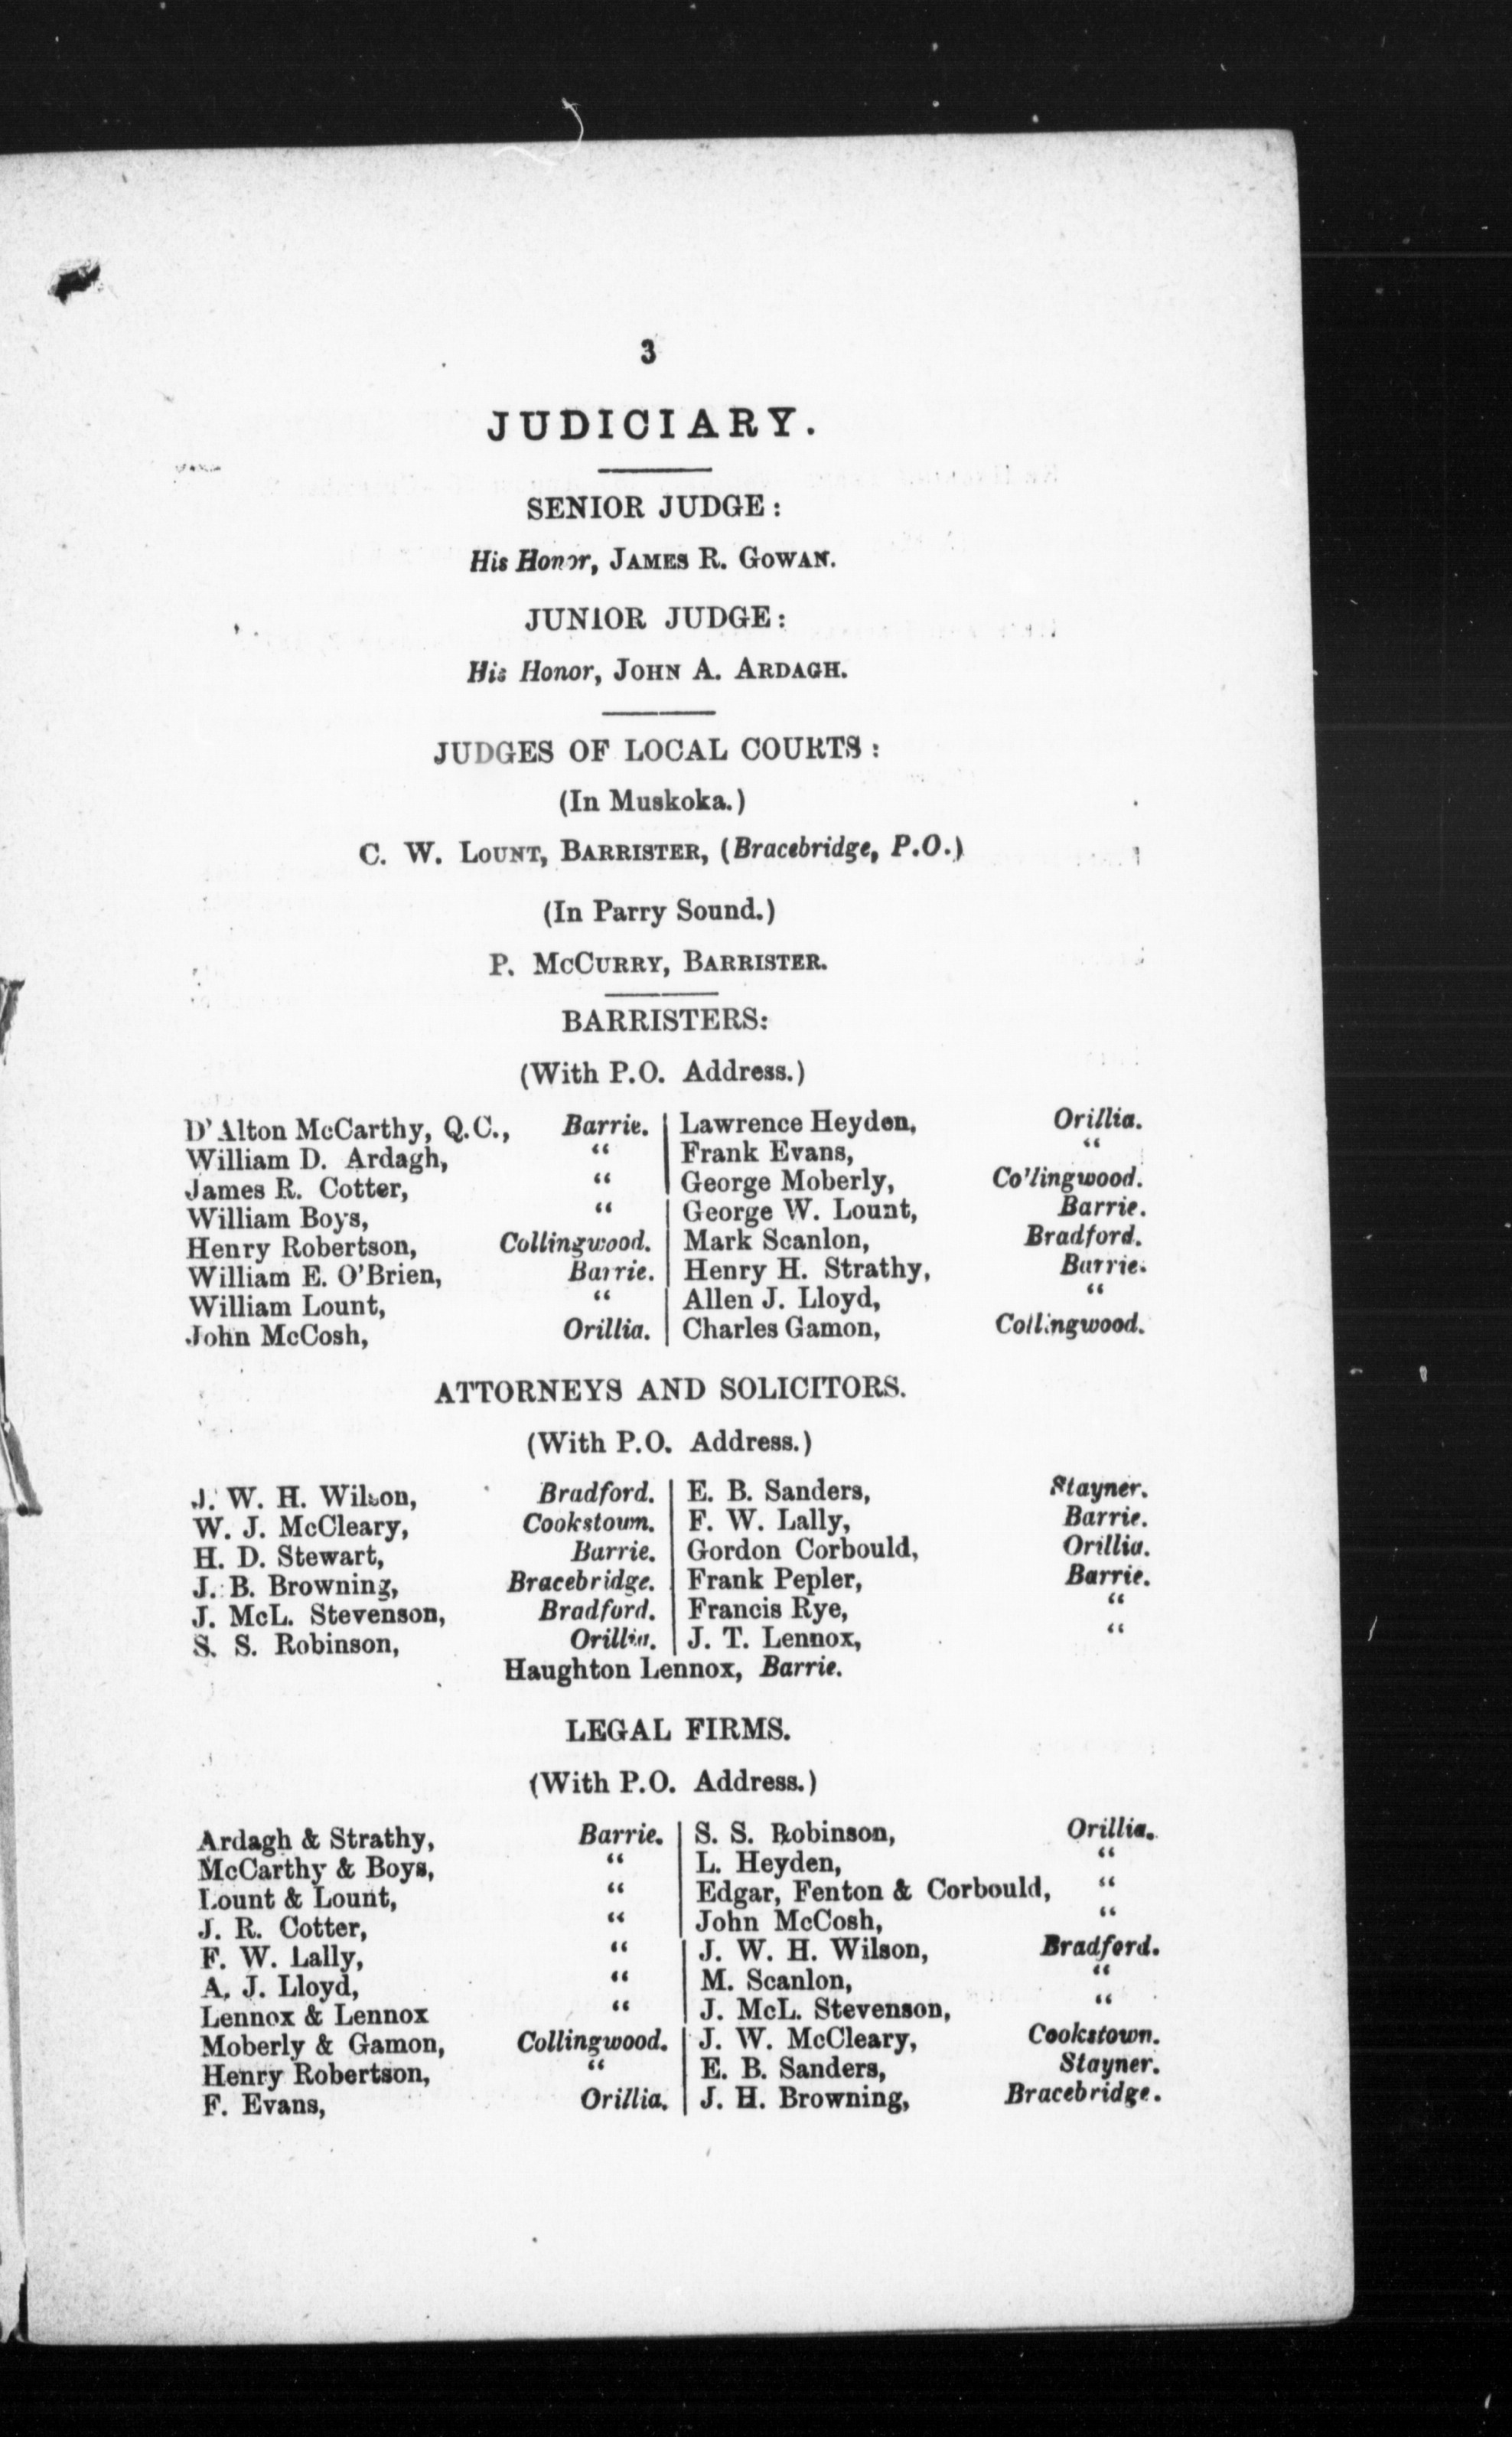 3
JUDICIARY.
SENIOR JUDGE:
His Honor, JAMES R. GOWAN.
JUNIOR JUDGE:
His Honor, JOHN A. ARDAGH.
JUDGES OF LOCAL COURTS:
(In Muskoka.)
C. W. LOUNT, BARRISTER, (Bracebridge, P.O.)
(In Parry Sound.)
P. MCCURRY, BARRISTER.
BARRISTERS:
(With P.O. Address.)
D'Alton McCarthy, Q.C., Barrie.
William D. Ardagh, "
James R. Cotter, "
William Boys, "
Henry Robertson, Collingwood.
William E. O'Brien, Barrie.
William Lount, "
John McCosh, Orillia.
Lawrence Heyden, Orillia.
Frank Evans, "
George Moberly, Collingwood.
George W. Lount, Barrie.
Mark Scanlon, Bradford.
Henry H. Strathy, Barrie.
Allen J. Lloyd, "
Charles Gamon, Collingwood.
ATTORNEYS AND SOLICITORS.
(With P.O. Address.)
J. W. H. Wilson, Bradford.
W. J. McCleary, Cookstown.
H. D. Stewart, Barrie.
J. B. Browning, Bracebridge.
J. McL. Stevenson, Bradford.
S. S. Robinson, Orillia.
E. B. Sanders, Stayner.
F. W. Lally, Barrie.
Gordon Corbould, Orillia.
Frank Pepler, Barrie.
Francis Rye, "
J. T. Lennox, "
Haughton Lennox, Barrie.
LEGAL FIRMS.
(With P.O. Address.)
Ardagh & Strathy, Barrie.
McCarthy & Boys, "
Lount & Lount, "
J. R. Cotter, "
F. W. Lally, "
A. J. Lloyd, "
Lennox & Lennox "
Moberly & Gamon, Collingwood.
Henry Robertson, "
F. Evans, Orillia.
S. S. Robinson, Orillia.
L. Heyden, "
Edgar, Fenton & Corbould, "
John McCosh, "
J. W. H. Wilson, Bradford.
M. Scanlon, "
J. McL. Stevenson, "
J. W. McCleary, Cookstown.
E. B. Sanders, Stayner.
J. H. Browning, Bracebridge.